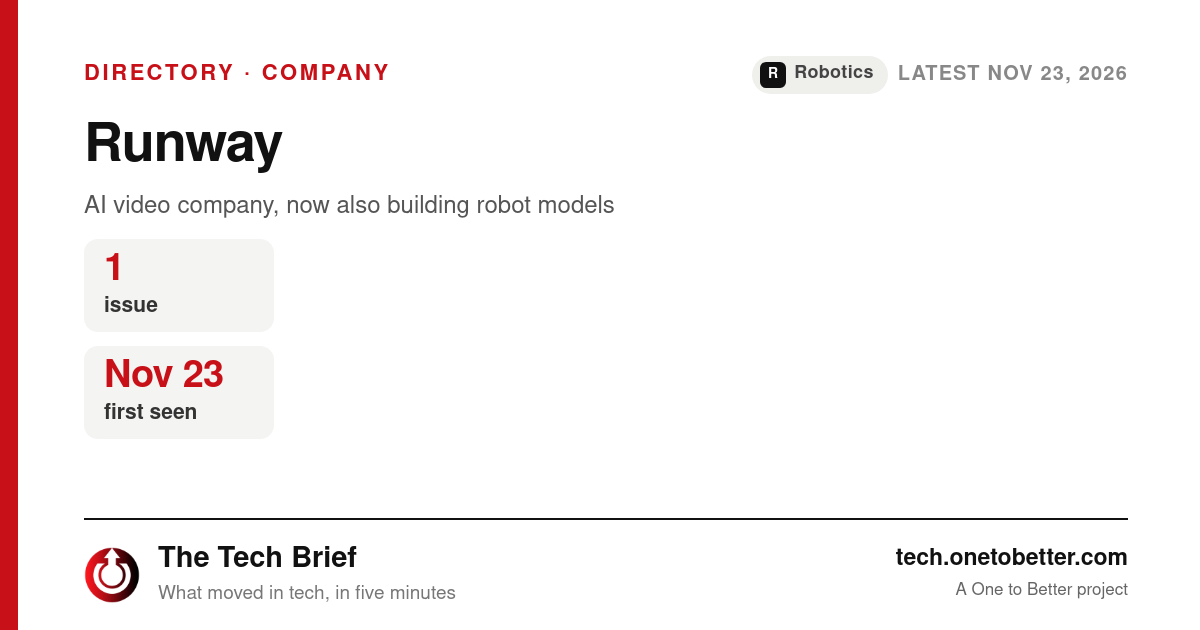 DIRECTORY · COMPANY
R Robotics LATEST NOV 23, 2026
Runway
AI video company, now also building robot models
1
issue
Nov 23
first seen
The Tech Brief
What moved in tech, in five minutes
tech.onetobetter.com
A One to Better project